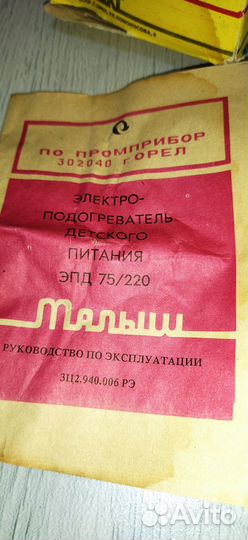 ПО ПРОМПРИБОР
302040 г. ОРЕЛ
ЭЛЕКТРО-
ПОДОГРЕВАТЕЛЬ
ДЕТСКОГО
ПИТАНИЯ
ЭПД 75/220
Малыш
РУКОВОДСТВО ПО ЭКСПЛУАТАЦИИ
3Ц2.940.006 РЭ
Avito